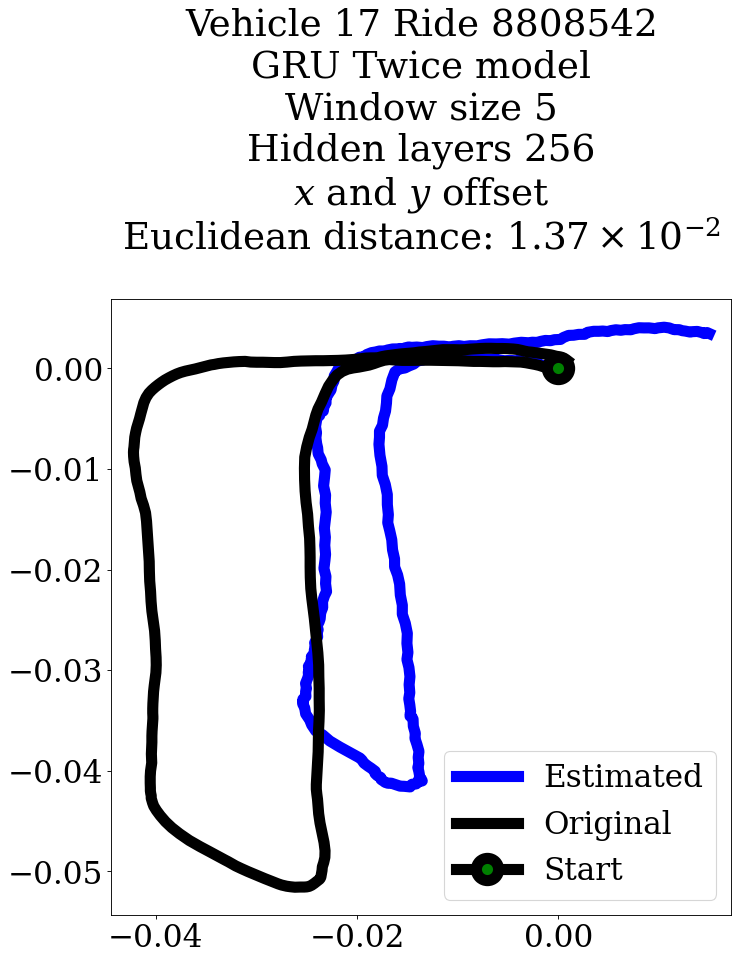 Vehicle 17 Ride 8808542
GRU Twice model
Window size 5
Hidden layers 256
x and y offset
Euclidean distance: 1.37 × 10⁻²
0.00
−0.01
−0.02
−0.03
−0.04
−0.05
−0.04
−0.02
0.00
Estimated
Original
Start